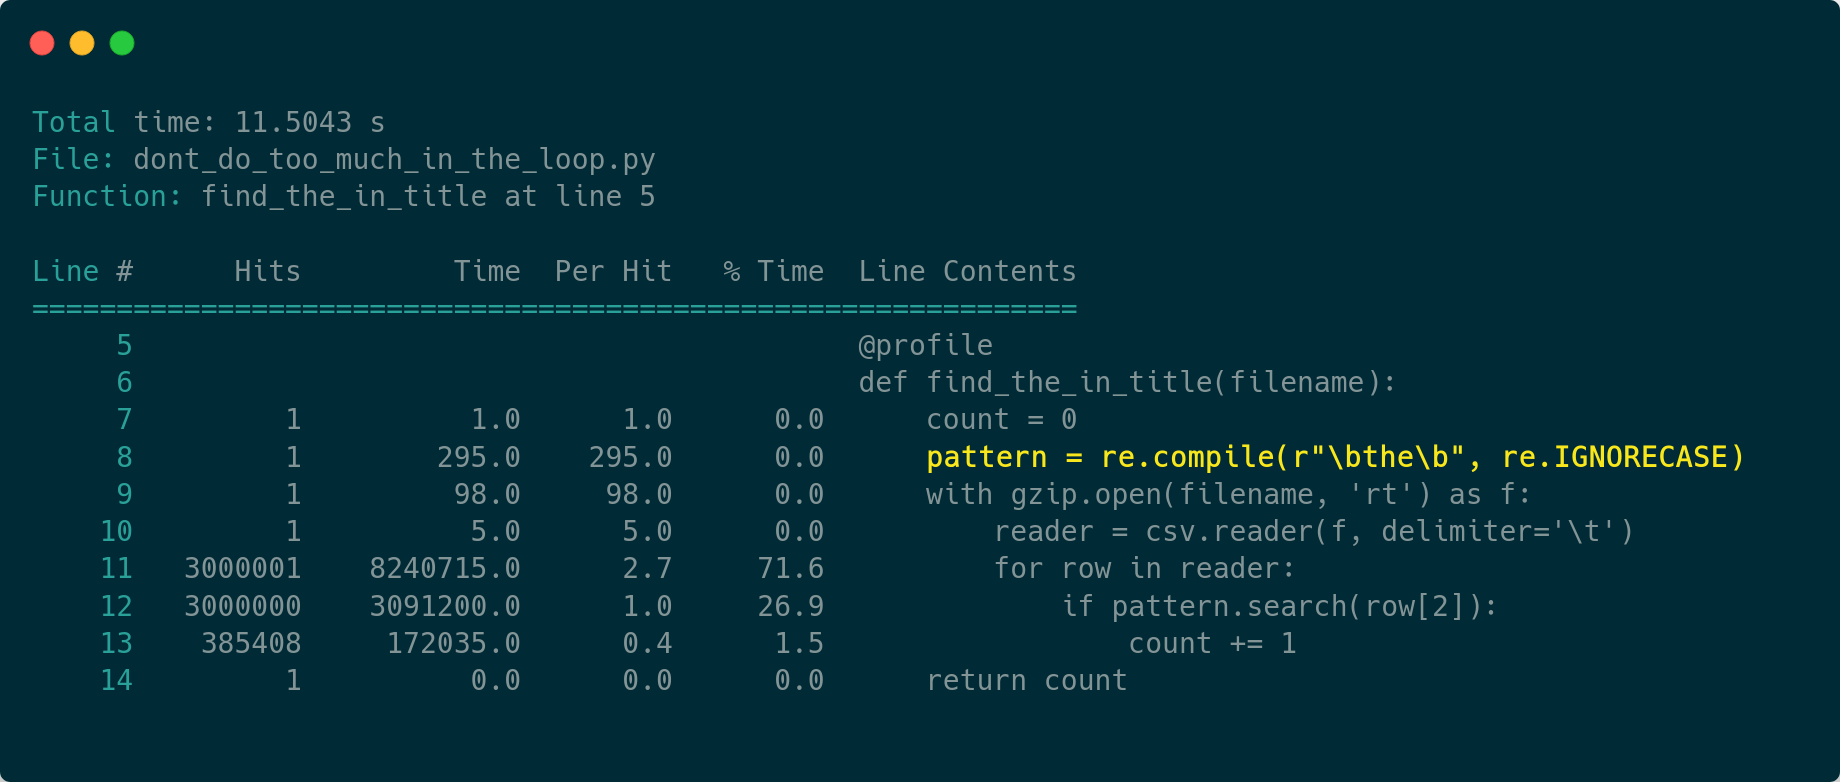 Total time: 11.5043 s
File: dont_do_too_much_in_the_loop.py
Function: find_the_in_title at line 5

Line #      Hits         Time  Per Hit   % Time  Line Contents
==============================================================
     5                                           @profile
     6                                           def find_the_in_title(filename):
     7         1          1.0      1.0      0.0      count = 0
     8         1        295.0    295.0      0.0      pattern = re.compile(r"\bthe\b", re.IGNORECASE)
     9         1         98.0     98.0      0.0      with gzip.open(filename, 'rt') as f:
    10         1          5.0      5.0      0.0          reader = csv.reader(f, delimiter='\t')
    11   3000001    8240715.0      2.7     71.6          for row in reader:
    12   3000000    3091200.0      1.0     26.9              if pattern.search(row[2]):
    13    385408     172035.0      0.4      1.5                  count += 1
    14         1          0.0      0.0      0.0      return count